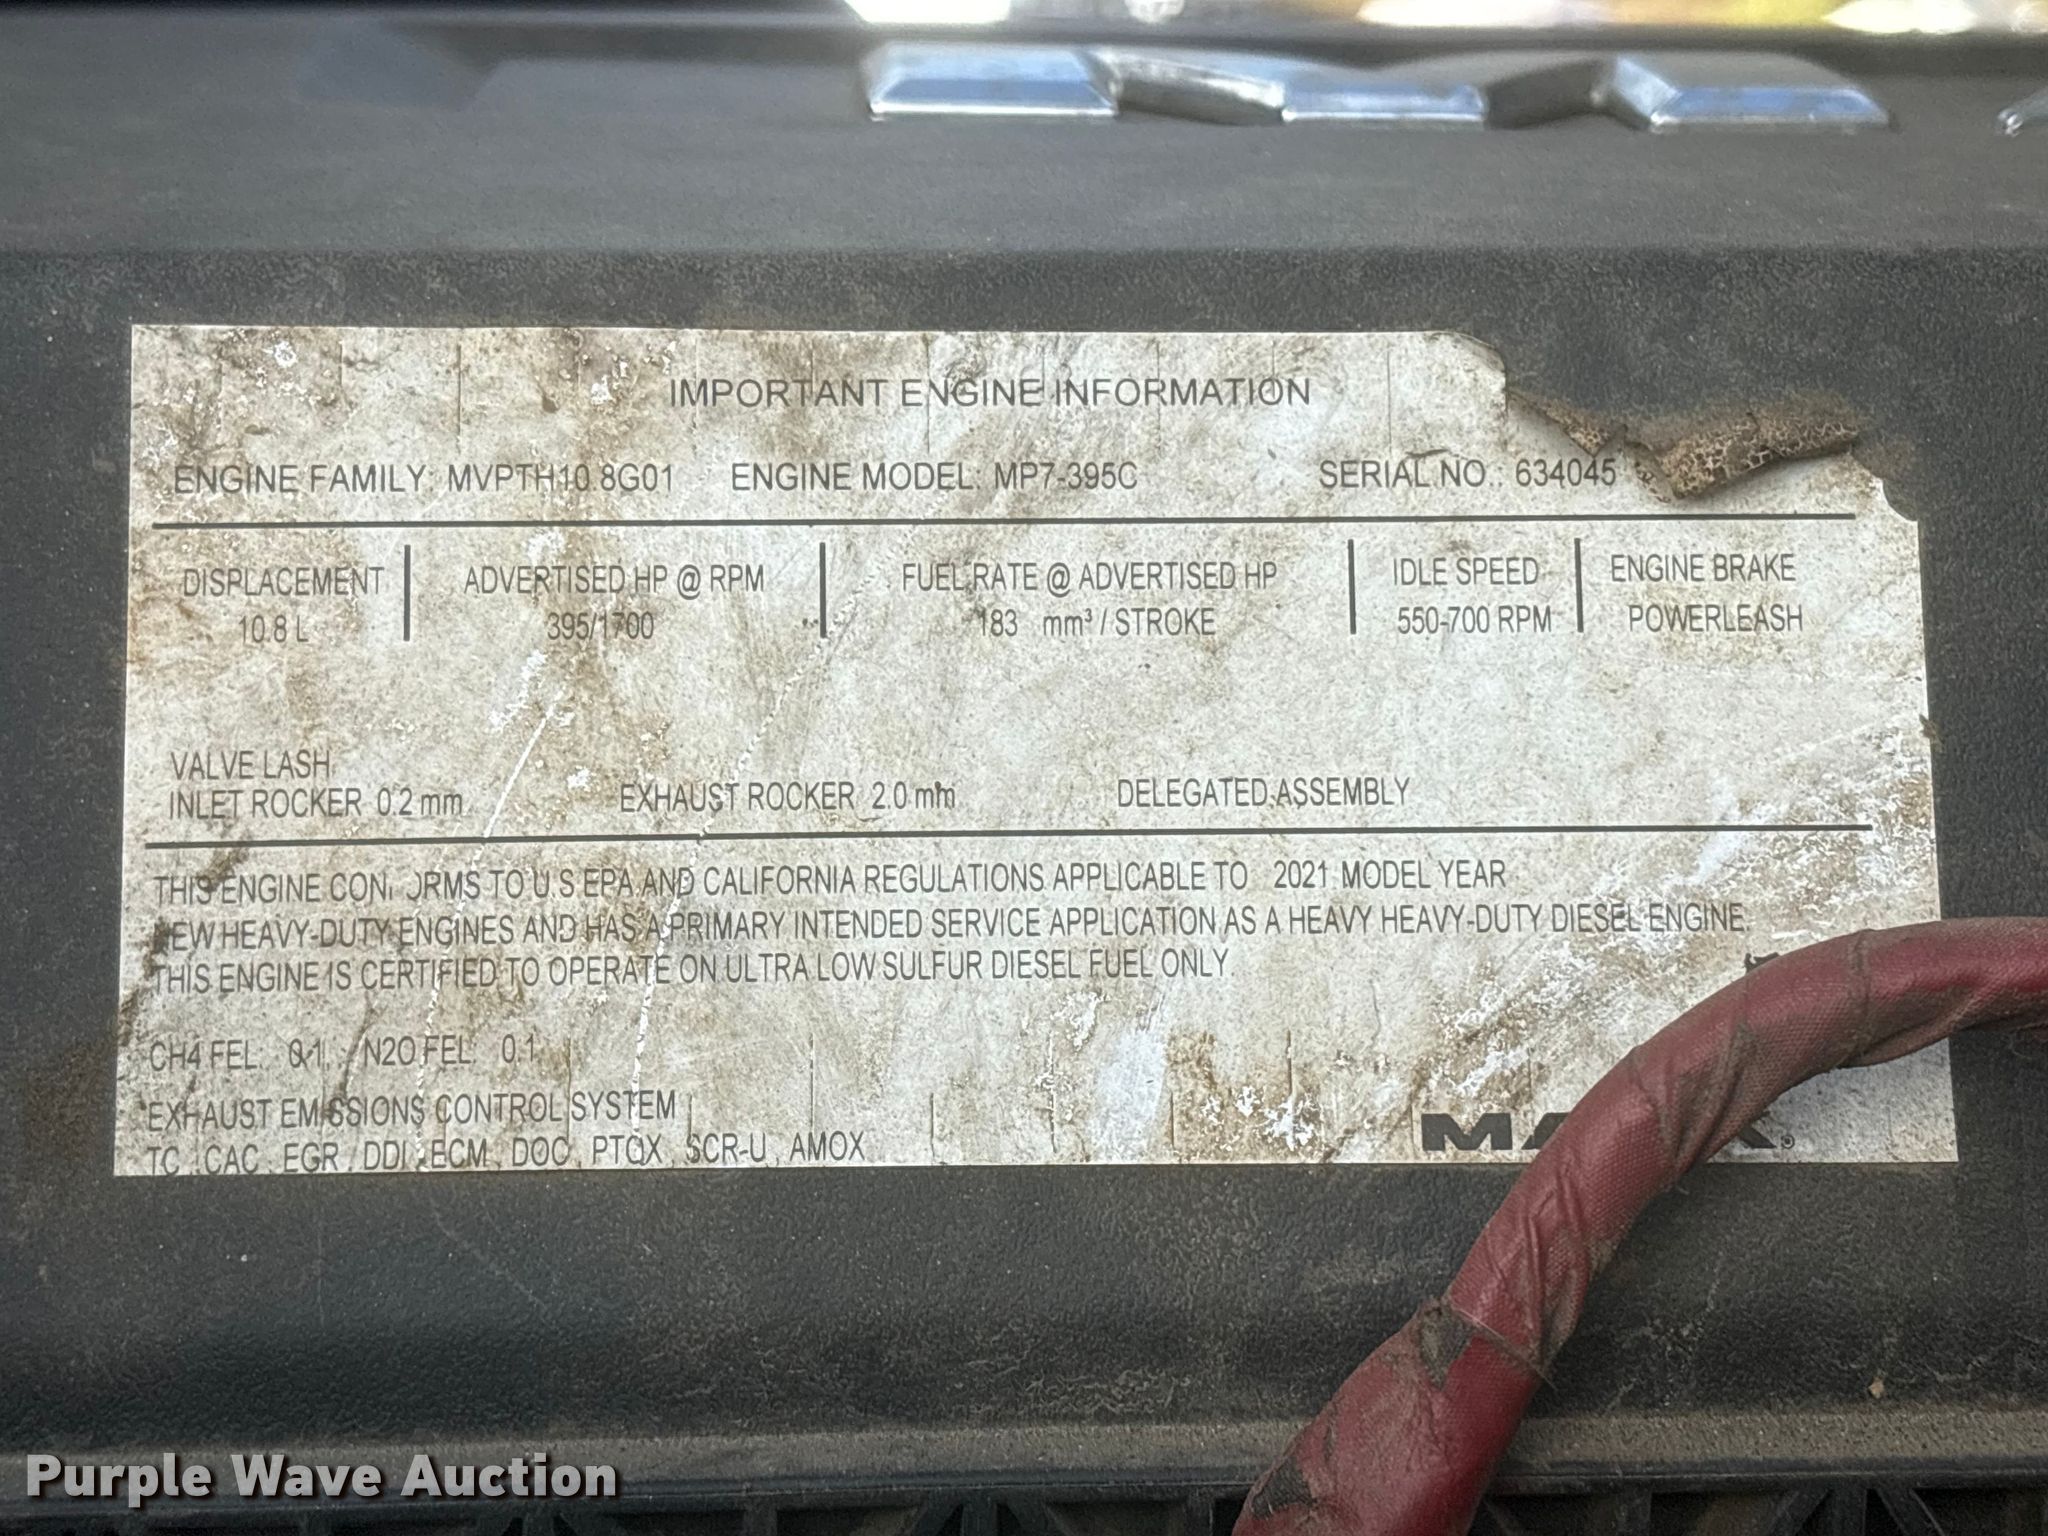 IMPORTANT ENGINE INFORMATION
ENGINE FAMILY: MVPTH10.8G01 ENGINE MODEL: MP7-395C SERIAL NO.: 634045
DISPLACEMENT ADVERTISED HP @ RPM FUEL RATE @ ADVERTISED HP IDLE SPEED ENGINE BRAKE
10.8 L 395/1700 183 mm³ / STROKE 550-700 RPM POWERLEASH
VALVE LASH
INLET ROCKER 0.2 mm EXHAUST ROCKER 2.0 mm DELEGATED ASSEMBLY
THIS ENGINE CONFORMS TO U.S EPA AND CALIFORNIA REGULATIONS APPLICABLE TO 2021 MODEL YEAR
NEW HEAVY-DUTY ENGINES AND HAS A PRIMARY INTENDED SERVICE APPLICATION AS A HEAVY HEAVY-DUTY DIESEL ENGINE.
THIS ENGINE IS CERTIFIED TO OPERATE ON ULTRA LOW SULFUR DIESEL FUEL ONLY.
CH4 FEL: 0.1 N2O FEL: 0.1
EXHAUST EMISSIONS CONTROL SYSTEM
TC, CAC, EGR, DDI, ECM, DOC, PTOX, SCR-U, AMOX
Purple Wave Auction